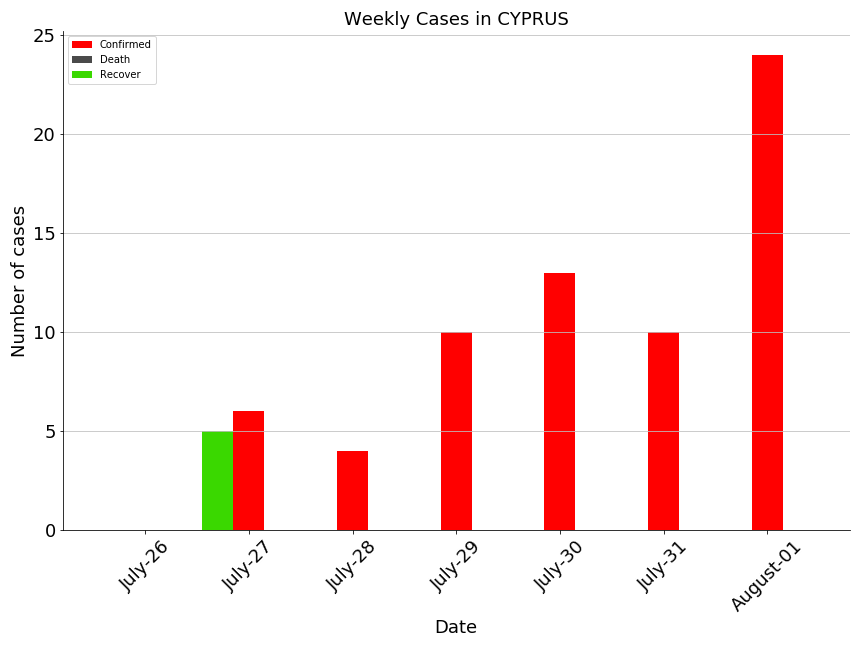 Weekly Cases in CYPRUS
Confirmed
Death
Recover
25
20
15
10
5
0
Number of cases
July-26
July-27
July-28
July-29
July-30
July-31
August-01
Date